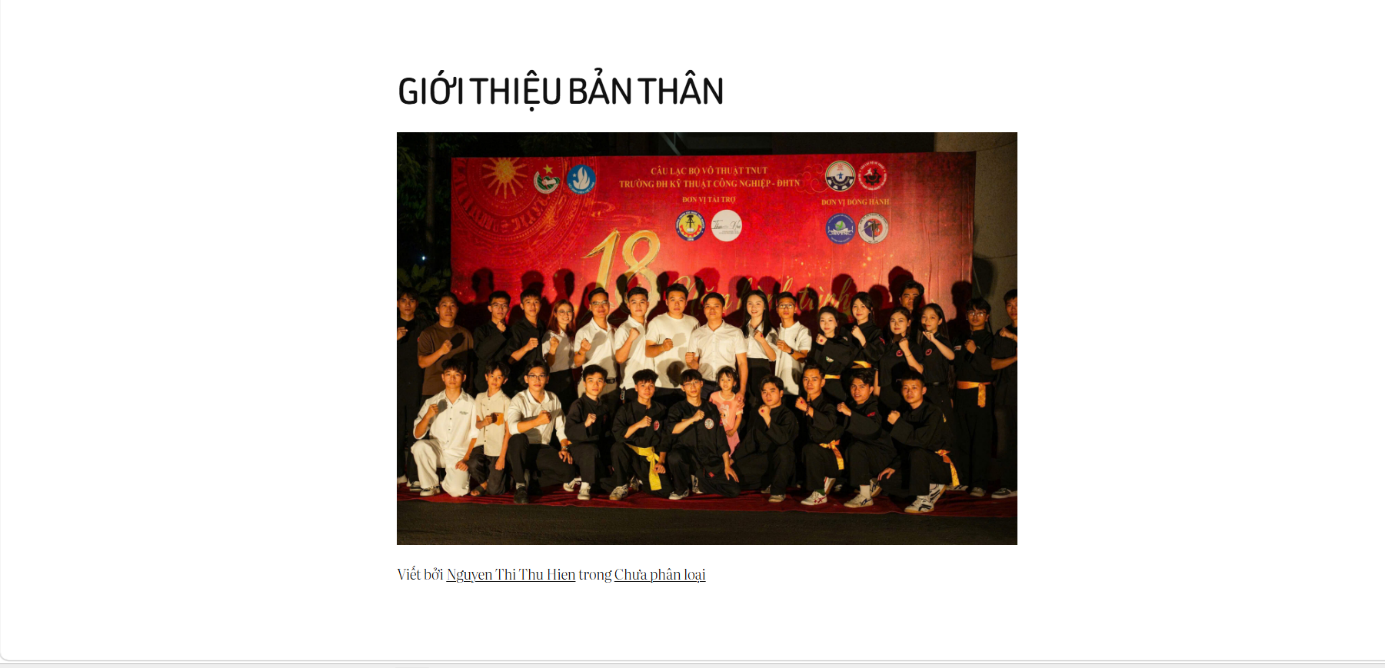 GIỚI THIỆU BẢN THÂN
CÂU LẠC BỘ VÕ THUẬT TNUT
TRƯỜNG ĐH KỸ THUẬT CÔNG NGHIỆP - ĐHTN
ĐƠN VỊ TÀI TRỢ
ĐƠN VỊ ĐỒNG HÀNH
18
Viết bởi Nguyen Thi Thu Hien trong Chưa phân loại